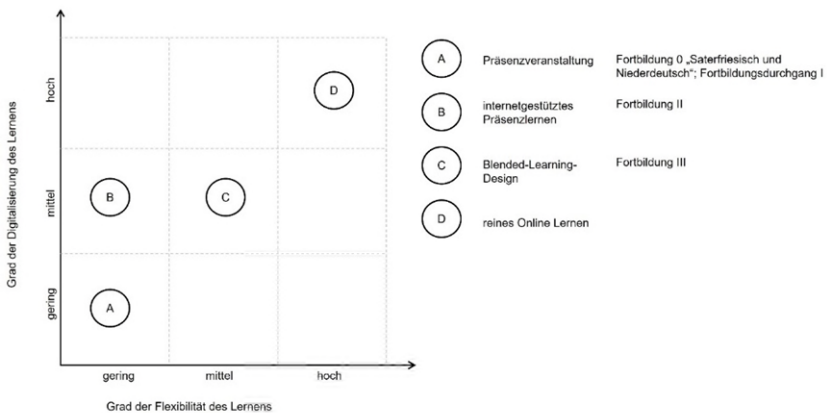 Grad der Digitalisierung des Lernens
hoch
mittel
gering
D
B
C
A
gering mittel hoch
Grad der Flexibilität des Lernens
A Präsenzveranstaltung Fortbildung 0 „Saterfriesisch und
Niederdeutsch“; Fortbildungsdurchgang I
B internetgestütztes Fortbildung II
Präsenzlernen
C Blended-Learning- Fortbildung III
Design
D reines Online Lernen